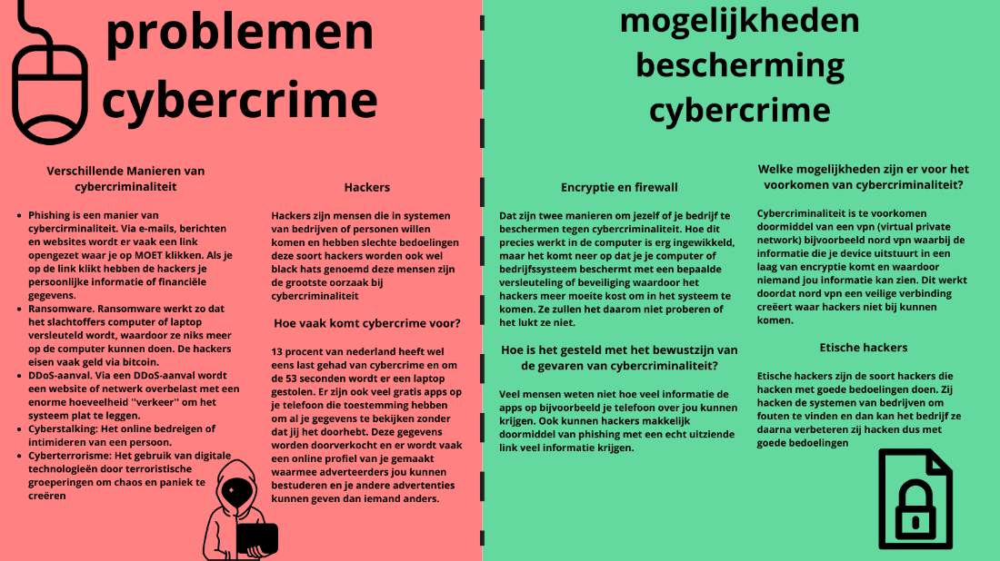 problemen
cybercrime
Verschillende Manieren van
cybercriminaliteit
• Phishing is een manier van
cybercirminaliteit. Via e-mails, berichten
en websites wordt er vaak een link
opengezet waar je op MOET klikken. Als je
op de link klikt hebben de hackers je
persoonlijke informatie of financiële
gegevens.
• Ransomware. Ransomware werkt zo dat
het slachtoffers computer of laptop
versleuteld wordt, waardoor ze niks meer
op de computer kunnen doen. De hackers
eisen vaak geld via bitcoin.
• DDoS-aanval. Via een DDoS-aanval wordt
een website of netwerk overbelast met een
enorme hoeveelheid "verkeer" om het
systeem plat te leggen.
• Cyberstalking: Het online bedreigen of
intimideren van een persoon.
• Cyberterrorisme: Het gebruik van digitale
technologieën door terroristische
groeperingen om chaos en paniek te
creëren
Hackers
Hackers zijn mensen die in systemen
van bedrijven of personen willen
komen en hebben slechte bedoelingen
deze soort hackers worden ook wel
black hats genoemd deze mensen zijn
de grootste oorzaak bij
cybercriminaliteit
Hoe vaak komt cybercrime voor?
13 procent van nederland heeft wel
eens last gehad van cybercrime en om
de 53 seconden wordt er een laptop
gestolen. Er zijn ook veel gratis apps op
je telefoon die toestemming hebben
om al je gegevens te bekijken zonder
dat jij het doorhebt. Deze gegevens
worden doorverkocht en er wordt vaak
een online profiel van je gemaakt
waarmee adverteerders jou kunnen
bestuderen en je andere advertenties
kunnen geven dan iemand anders.
mogelijkheden
bescherming
cybercrime
Encryptie en firewall
Dat zijn twee manieren om jezelf of je bedrijf te
beschermen tegen cybercriminaliteit. Hoe dit
precies werkt in de computer is erg ingewikkeld,
maar het komt neer op dat je je computer of
bedrijfssysteem beschermt met een bepaalde
versleuteling of beveiliging waardoor het
hackers meer moeite kost om in het systeem te
komen. Ze zullen het daarom niet proberen of
het lukt ze niet.
Hoe is het gesteld met het bewustzijn van
de gevaren van cybercriminaliteit?
Veel mensen weten niet hoe veel informatie de
apps op bijvoorbeeld je telefoon over jou kunnen
krijgen. Ook kunnen hackers makkelijk
doormiddel van phishing met een echt uitziende
link veel informatie krijgen.
Welke mogelijkheden zijn er voor het
voorkomen van cybercriminaliteit?
Cybercriminaliteit is te voorkomen
doormiddel van een vpn (virtual private
network) bijvoorbeeld nord vpn waarbij de
informatie die je device uitstuurt in een
laag van encryptie komt en waardoor
niemand jou informatie kan zien. Dit werkt
doordat nord vpn een veilige verbinding
creëert waar hackers niet bij kunnen
komen.
Etische hackers
Etische hackers zijn de soort hackers die
hacken met goede bedoelingen doen. Zij
hacken de systemen van bedrijven om
fouten te vinden en dan kan het bedrijf ze
daarna verbeteren zij hacken dus met
goede bedoelingen